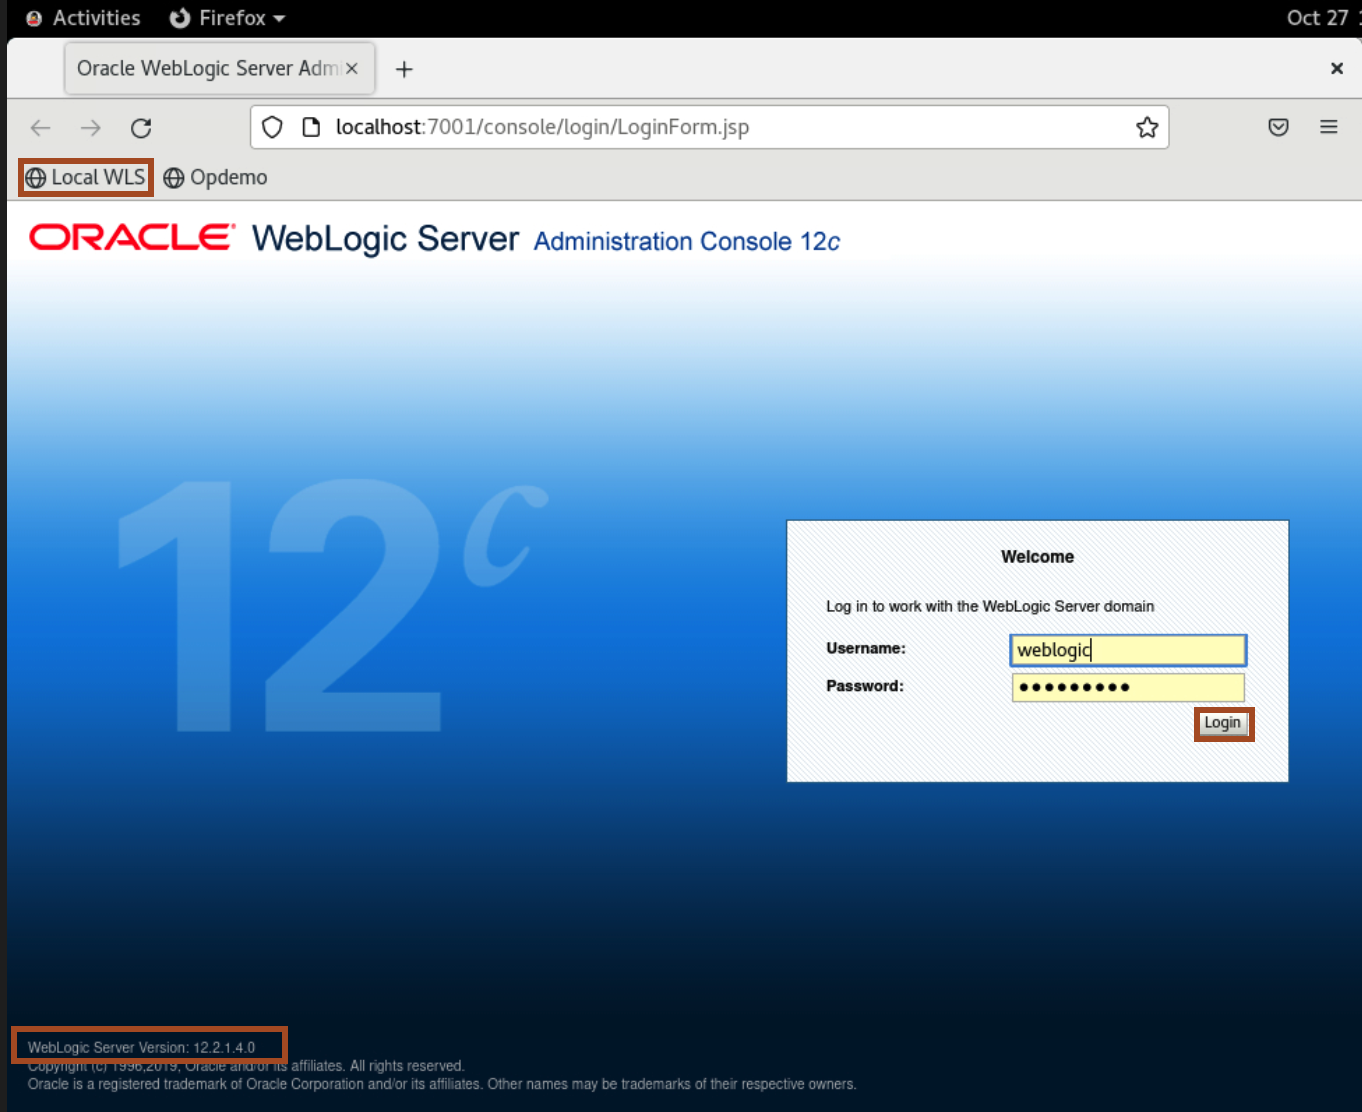 Activities Firefox Oct 27
Oracle WebLogic Server Adm
localhost:7001/console/login/LoginForm.jsp
Local WLS Opdemo
ORACLE WebLogic Server Administration Console 12c
12c
Welcome
Log in to work with the WebLogic Server domain
Username: weblogic
Password: ●●●●●●●●●
Login
WebLogic Server Version: 12.2.1.4.0
Copyright (c) 1996,2019, Oracle and/or its affiliates. All rights reserved.
Oracle is a registered trademark of Oracle Corporation and/or its affiliates. Other names may be trademarks of their respective owners.